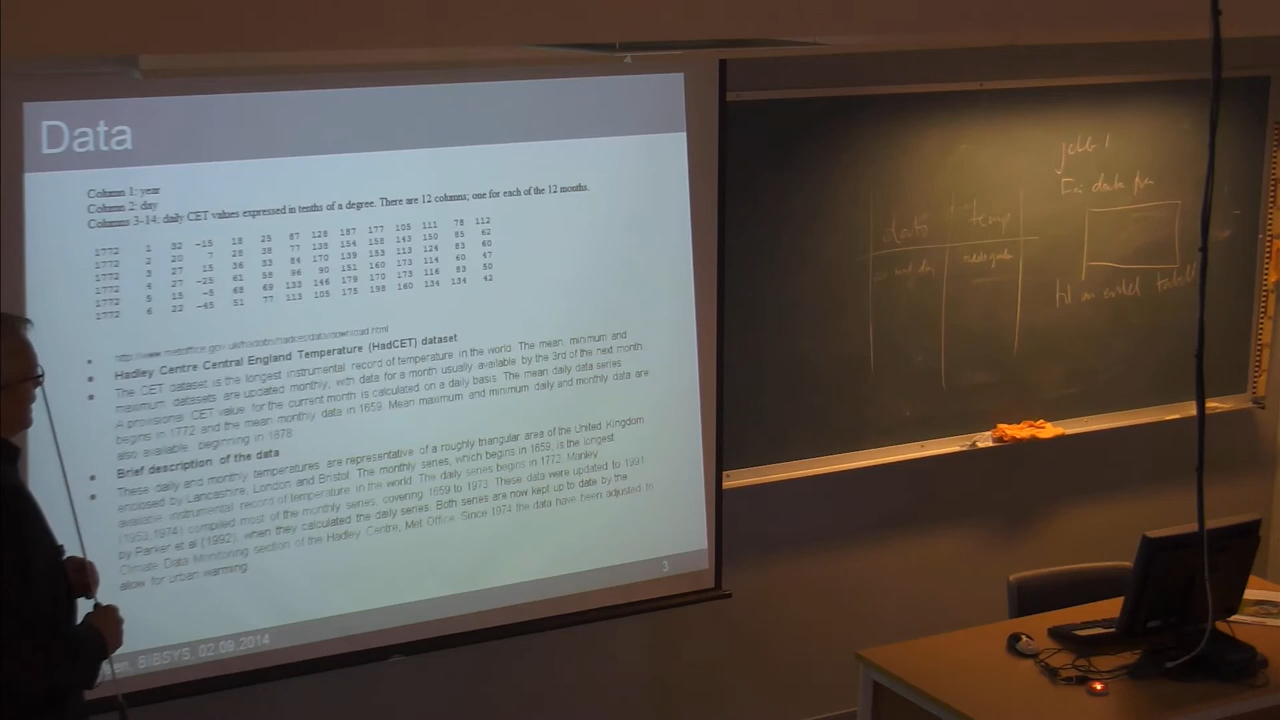 Data
Column 1: year
Column 2: day
Columns 3-14: daily CET values expressed in tenths of a degree. There are 12 columns; one for each of the 12 months.
1772 1 32 -15 18 25 87 128 187 177 105 111 78 112
1772 2 20 7 28 38 77 138 154 158 143 150 85 62
1772 3 27 15 36 33 84 170 139 153 113 124 83 60
1772 4 27 -25 61 58 96 90 151 160 173 114 60 47
1772 5 15 -5 68 69 133 146 179 170 173 116 83 50
1772 6 22 -45 51 77 113 105 175 198 160 134 134 42
http://www.metoffice.gov.uk/hadobs/hadcet/data/download.html
Hadley Centre Central England Temperature (HadCET) dataset
The CET dataset is the longest instrumental record of temperature in the world. The mean, minimum and
maximum datasets are updated monthly, with data for a month usually available by the 3rd of the next month.
A provisional CET value for the current month is calculated on a daily basis. The mean daily data series
begins in 1772 and the mean monthly data in 1659. Mean maximum and minimum daily and monthly data are
also available, beginning in 1878.
Brief description of the data
These daily and monthly temperatures are representative of a roughly triangular area of the United Kingdom
enclosed by Lancashire, London and Bristol. The monthly series, which begins in 1659, is the longest
available instrumental record of temperature in the world. The daily series begins in 1772. Manley
(1953,1974) compiled most of the monthly series, covering 1659 to 1973. These data were updated to 1991
by Parker et al (1992), when they calculated the daily series. Both series are now kept up to date by the
Climate Data Monitoring section of the Hadley Centre, Met Office. Since 1974 the data have been adjusted to
allow for urban warming.
3
BIBSYS, 02.09.2014
dato temp
data fra
til en enkel